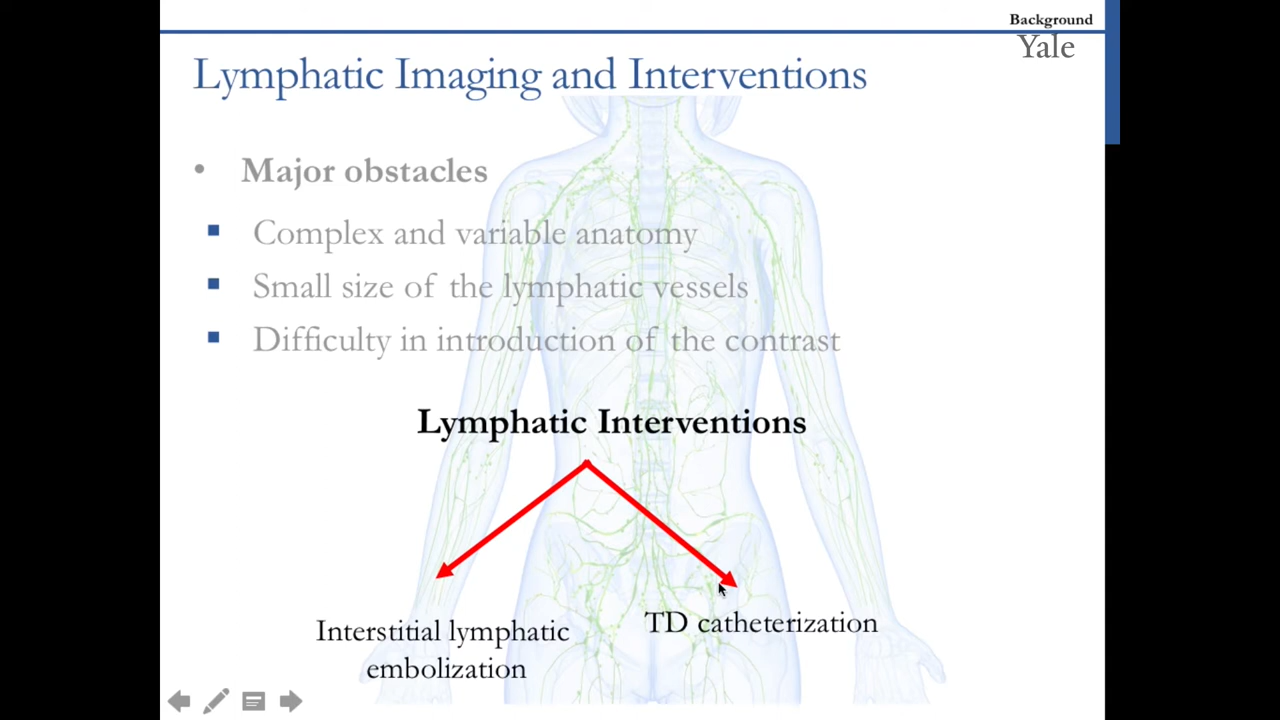 Background
Yale
Lymphatic Imaging and Interventions
• Major obstacles
▪ Complex and variable anatomy
▪ Small size of the lymphatic vessels
▪ Difficulty in introduction of the contrast
Lymphatic Interventions
Interstitial lymphatic
embolization
TD catheterization